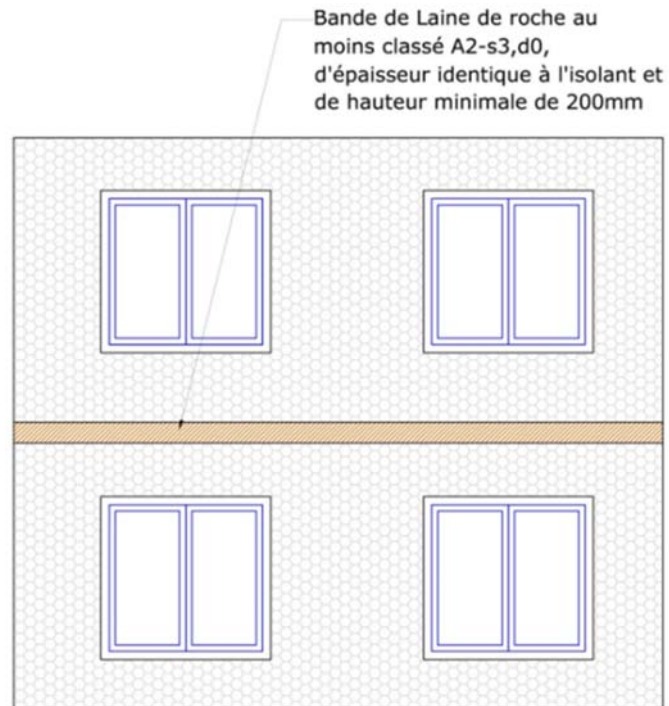 Bande de Laine de roche au
moins classé A2-s3,d0,
d'épaisseur identique à l'isolant et
de hauteur minimale de 200mm